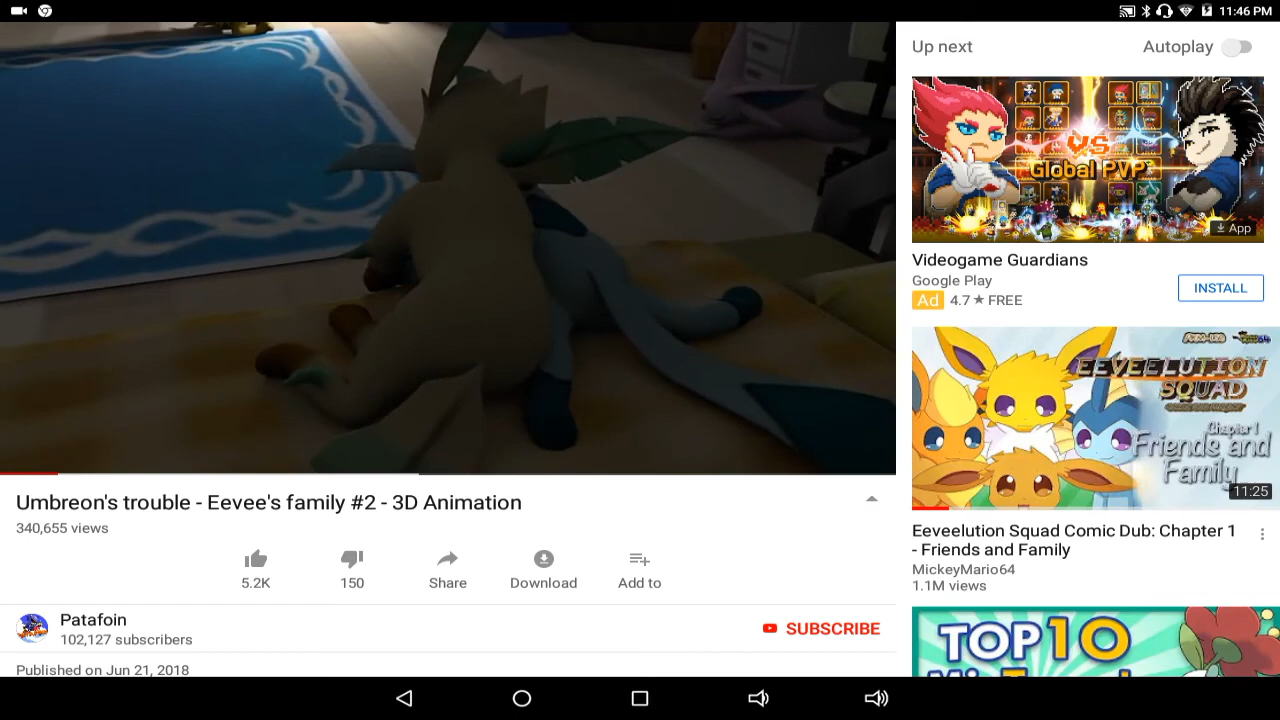 11:46 PM
Up next
Autoplay
VS
Global PVP
App
Videogame Guardians
Google Play
Ad 4.7 ★ FREE
INSTALL
EEVEELUTION
SQUAD
Chapter 1
Friends and
Family
11:25
Umbreon's trouble - Eevee's family #2 - 3D Animation
340,655 views
5.2K
150
Share
Download
Add to
Eeveelution Squad Comic Dub: Chapter 1
- Friends and Family
MickeyMario64
1.1M views
Patafoin
102,127 subscribers
SUBSCRIBE
Published on Jun 21, 2018
TOP 10